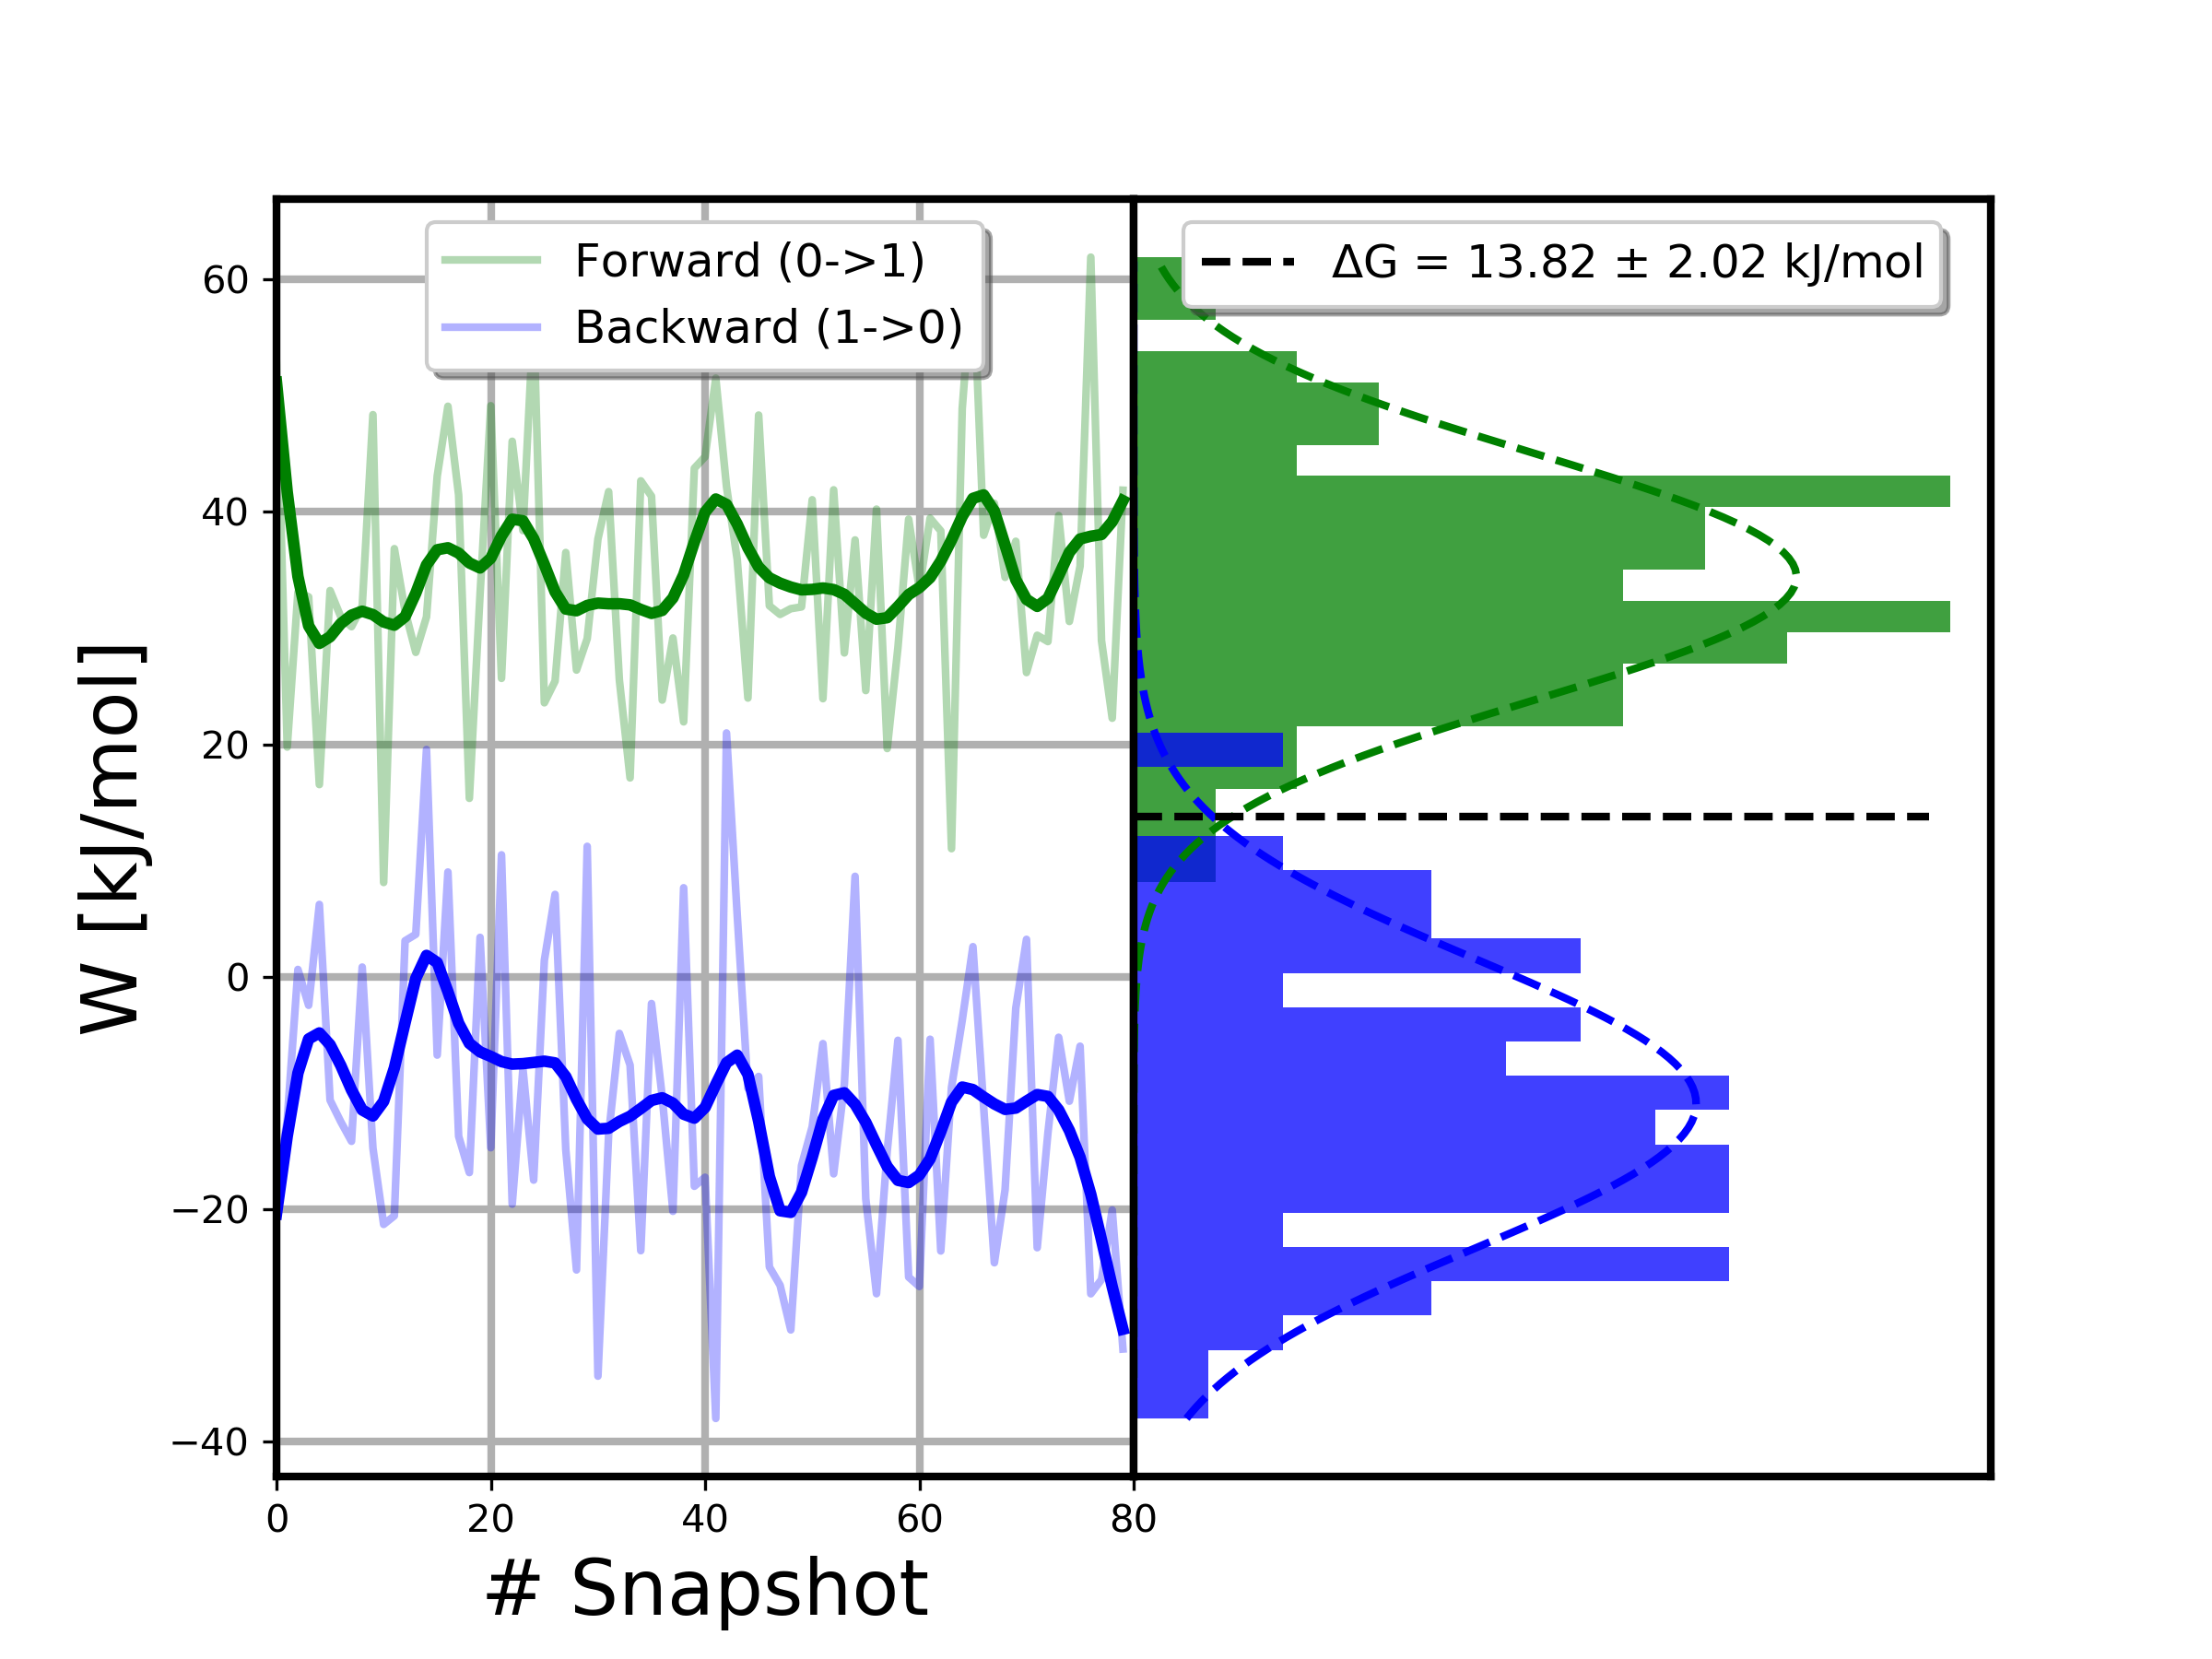 Forward (0->1)
Backward (1->0)
ΔG = 13.82 ± 2.02 kJ/mol
W [kJ/mol]
60
40
20
0
−20
−40
0 20 40 60 80
# Snapshot